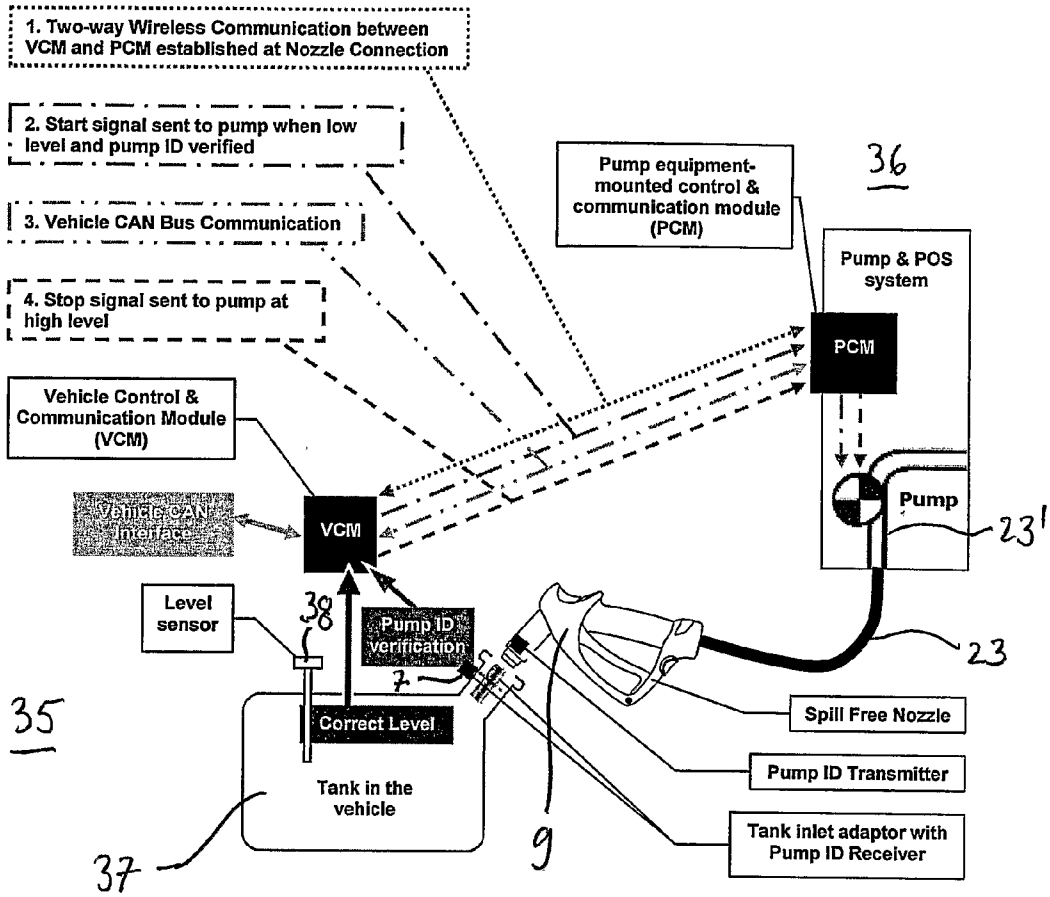 1. Two-way Wireless Communication between
VCM and PCM established at Nozzle Connection
2. Start signal sent to pump when low
level and pump ID verified
3. Vehicle CAN Bus Communication
4. Stop signal sent to pump at
high level
Vehicle Control &
Communication Module
(VCM)
Pump equipment-
mounted control &
communication module
(PCM)
36
Pump & POS
system
PCM
Pump
23'
23
Vehicle CAN
Interface
VCM
Level
sensor
38
Pump ID
verification
7
35
Correct Level
Tank in the
vehicle
37
9
Spill Free Nozzle
Pump ID Transmitter
Tank inlet adaptor with
Pump ID Receiver